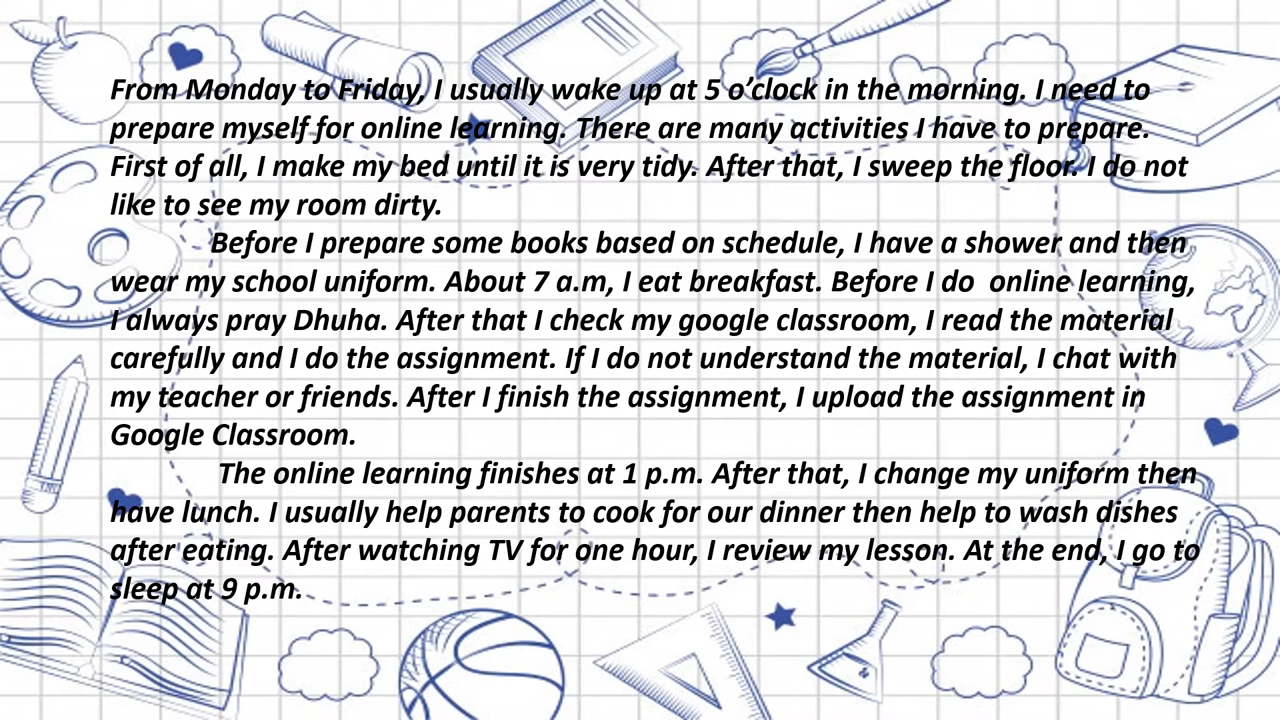 From Monday to Friday, I usually wake up at 5 o’clock in the morning. I need to
prepare myself for online learning. There are many activities I have to prepare.
First of all, I make my bed until it is very tidy. After that, I sweep the floor. I do not
like to see my room dirty.
Before I prepare some books based on schedule, I have a shower and then
wear my school uniform. About 7 a.m, I eat breakfast. Before I do  online learning,
I always pray Dhuha. After that I check my google classroom, I read the material
carefully and I do the assignment. If I do not understand the material, I chat with
my teacher or friends. After I finish the assignment, I upload the assignment in
Google Classroom.
The online learning finishes at 1 p.m. After that, I change my uniform then
have lunch. I usually help parents to cook for our dinner then help to wash dishes
after eating. After watching TV for one hour, I review my lesson. At the end, I go to
sleep at 9 p.m.